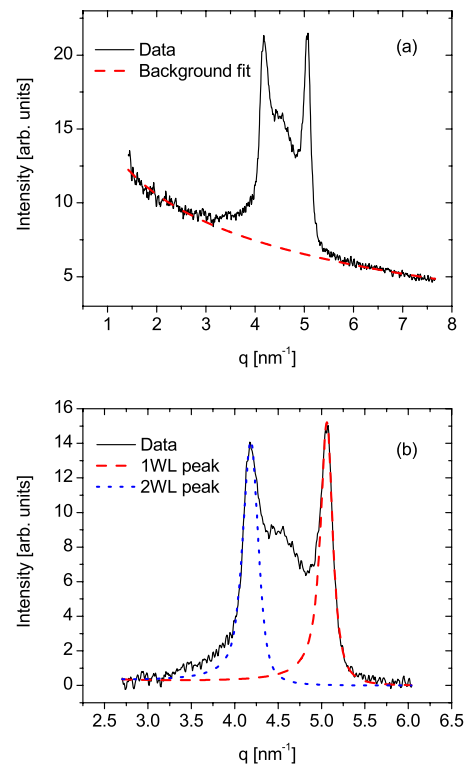 (a)
Data
Background fit
Intensity [arb. units]
20
15
10
5
1 2 3 4 5 6 7 8
q [nm⁻¹]
(b)
Data
1WL peak
2WL peak
Intensity [arb. units]
16
14
12
10
8
6
4
2
0
2.5 3.0 3.5 4.0 4.5 5.0 5.5 6.0 6.5
q [nm⁻¹]